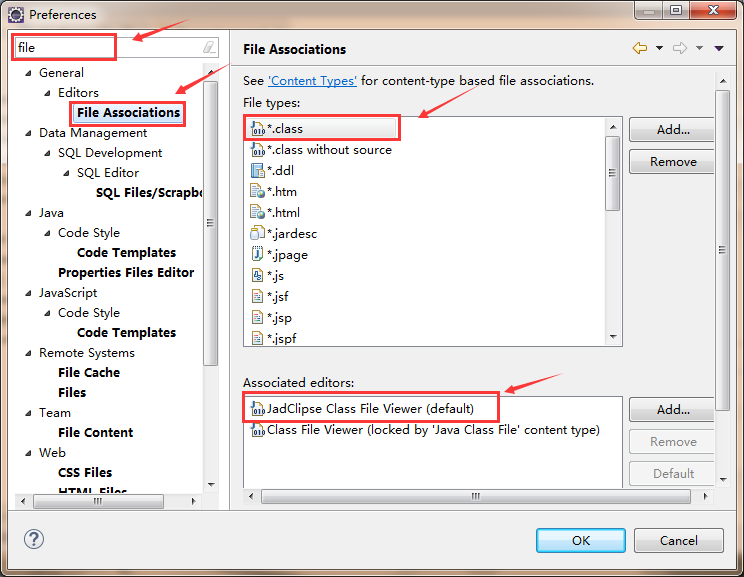 Preferences
file
General
Editors
File Associations
Data Management
SQL Development
SQL Editor
SQL Files/Scrapbo
Java
Code Style
Code Templates
Properties Files Editor
JavaScript
Code Style
Code Templates
Remote Systems
File Cache
Files
Team
File Content
Web
CSS Files
HTML Files
File Associations
See 'Content Types' for content-type based file associations.
File types:
*.class
*.class without source
*.ddl
*.htm
*.html
*.jardesc
*.jpage
*.js
*.jsf
*.jsp
*.jspf
Add...
Remove
Associated editors:
JadClipse Class File Viewer (default)
Class File Viewer (locked by 'Java Class File' content type)
Add...
Remove
Default
OK
Cancel